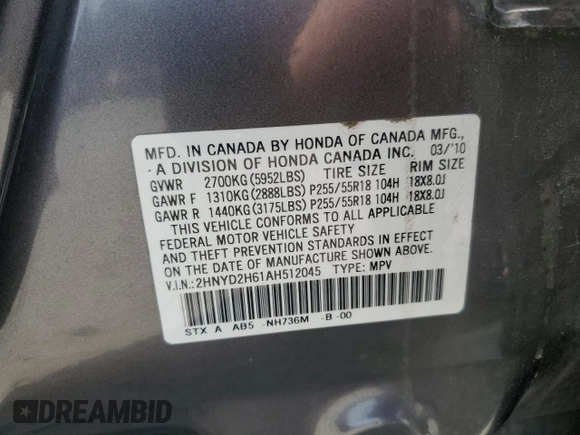 MFD. IN CANADA BY HONDA OF CANADA MFG.,
A DIVISION OF HONDA CANADA INC. 03/'10
GVWR 2700KG(5952LBS) TIRE SIZE RIM SIZE
GAWR F 1310KG(2888LBS) P255/55R18 104H 18X8.0J
GAWR R 1440KG(3175LBS) P255/55R18 104H 18X8.0J
THIS VEHICLE CONFORMS TO ALL APPLICABLE
FEDERAL MOTOR VEHICLE SAFETY
AND THEFT PREVENTION STANDARDS IN EFFECT
ON THE DATE OF MANUFACTURE SHOWN ABOVE.
V.I.N.:2HNYD2H61AH512045 TYPE: MPV
STX A AB5 -NH736M -B -00
DREAMBID